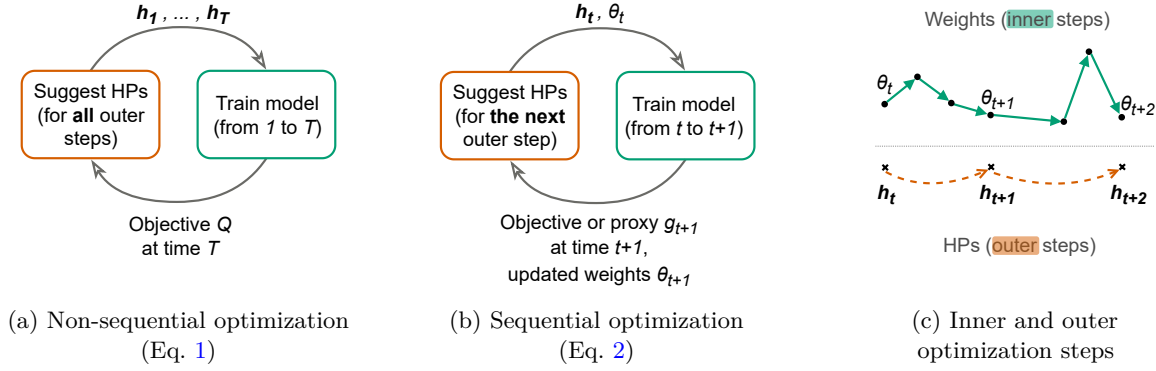 h1 , ... , hT
Suggest HPs
(for all outer
steps)
Train model
(from 1 to T)
Objective Q
at time T
(a) Non-sequential optimization
(Eq. 1)
ht , θt
Suggest HPs
(for the next
outer step)
Train model
(from t to t+1)
Objective or proxy gt+1
at time t+1,
updated weights θt+1
(b) Sequential optimization
(Eq. 2)
Weights (inner steps)
θt
θt+1
θt+2
ht
ht+1
ht+2
HPs (outer steps)
(c) Inner and outer
optimization steps